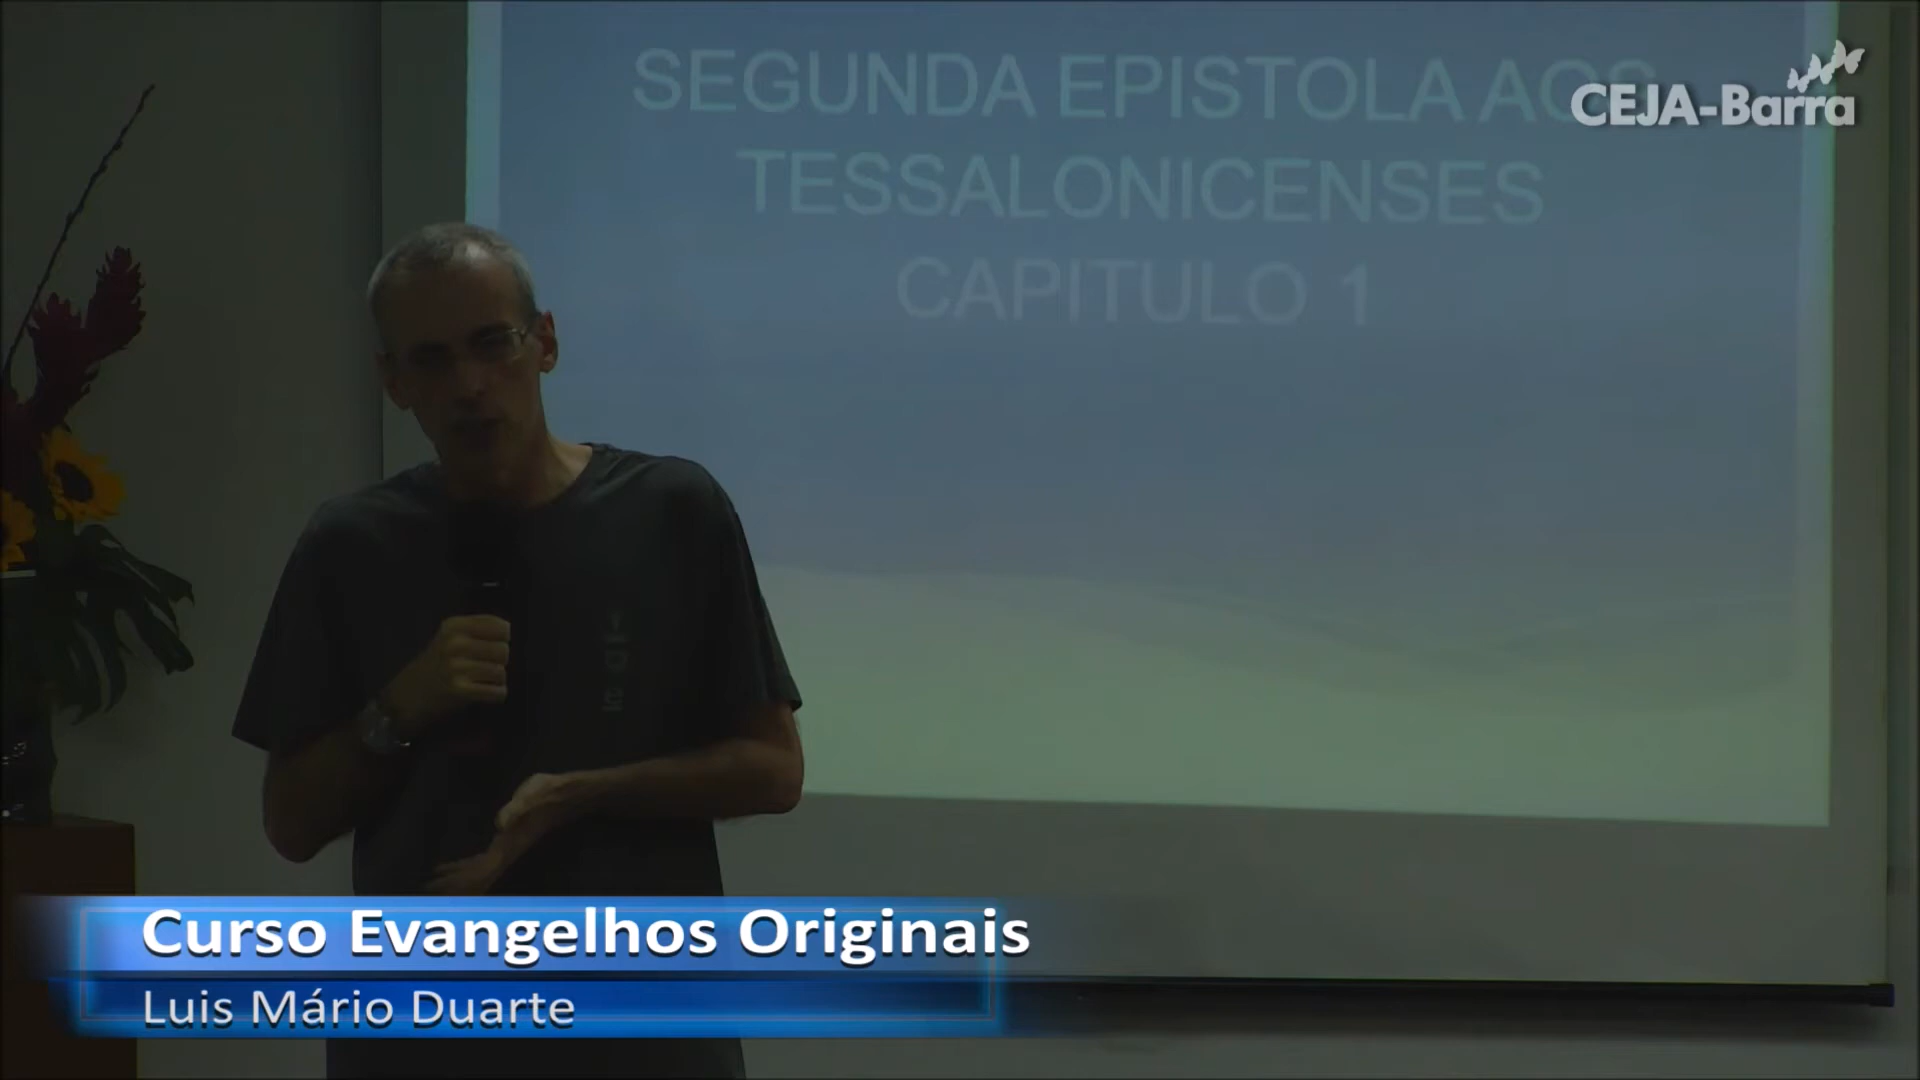 SEGUNDA EPISTOLA AOS
TESSALONICENSES
CAPITULO 1
CEJA-Barra
Curso Evangelhos Originais
Luis Mário Duarte